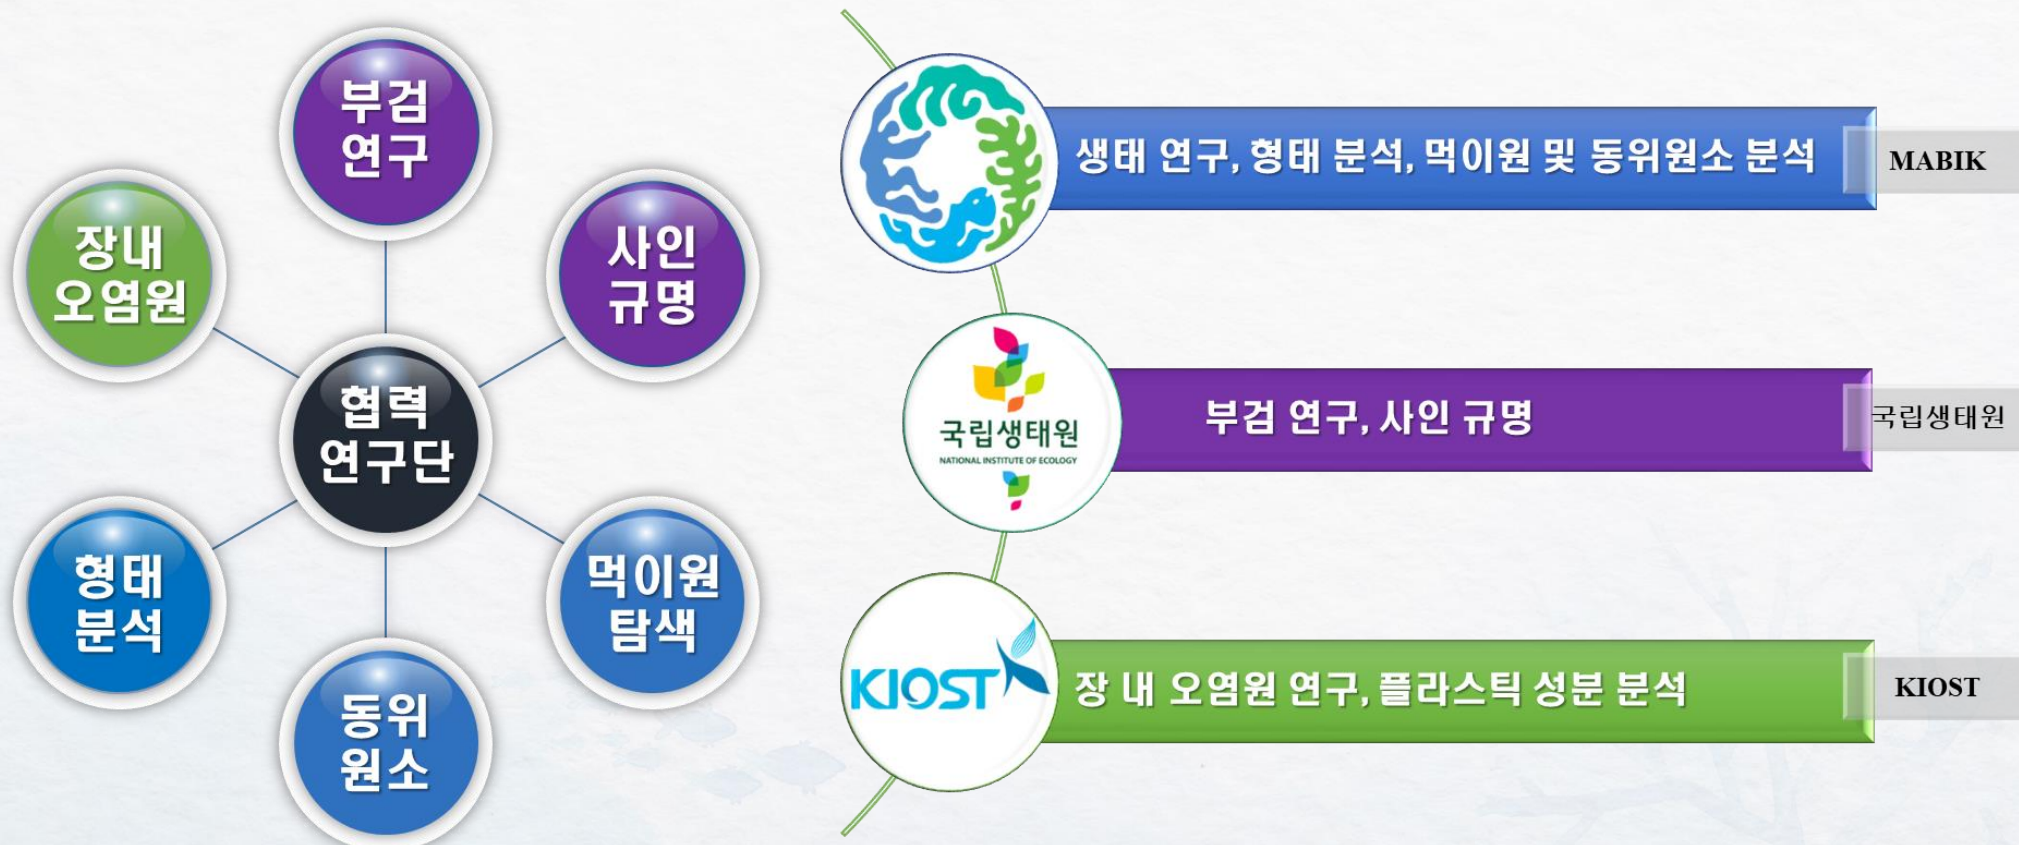 부검
연구
장내
오염원
사인
규명
협력
연구단
형태
분석
먹이원
탐색
동위
원소
생태 연구, 형태 분석, 먹이원 및 동위원소 분석
MABIK
국립생태원
NATIONAL INSTITUTE OF ECOLOGY
부검 연구, 사인 규명
국립생태원
KIOST
장 내 오염원 연구, 플라스틱 성분 분석
KIOST